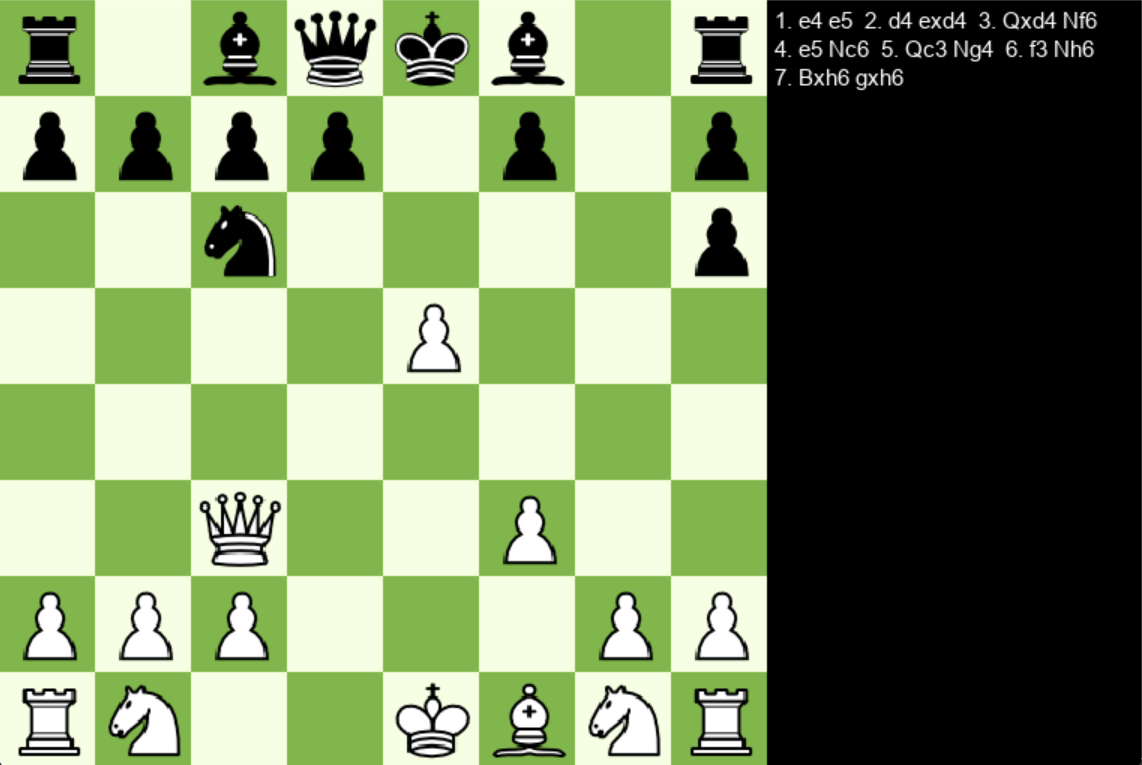 1. e4 e5 2. d4 exd4 3. Qxd4 Nf6
4. e5 Nc6 5. Qc3 Ng4 6. f3 Nh6
7. Bxh6 gxh6